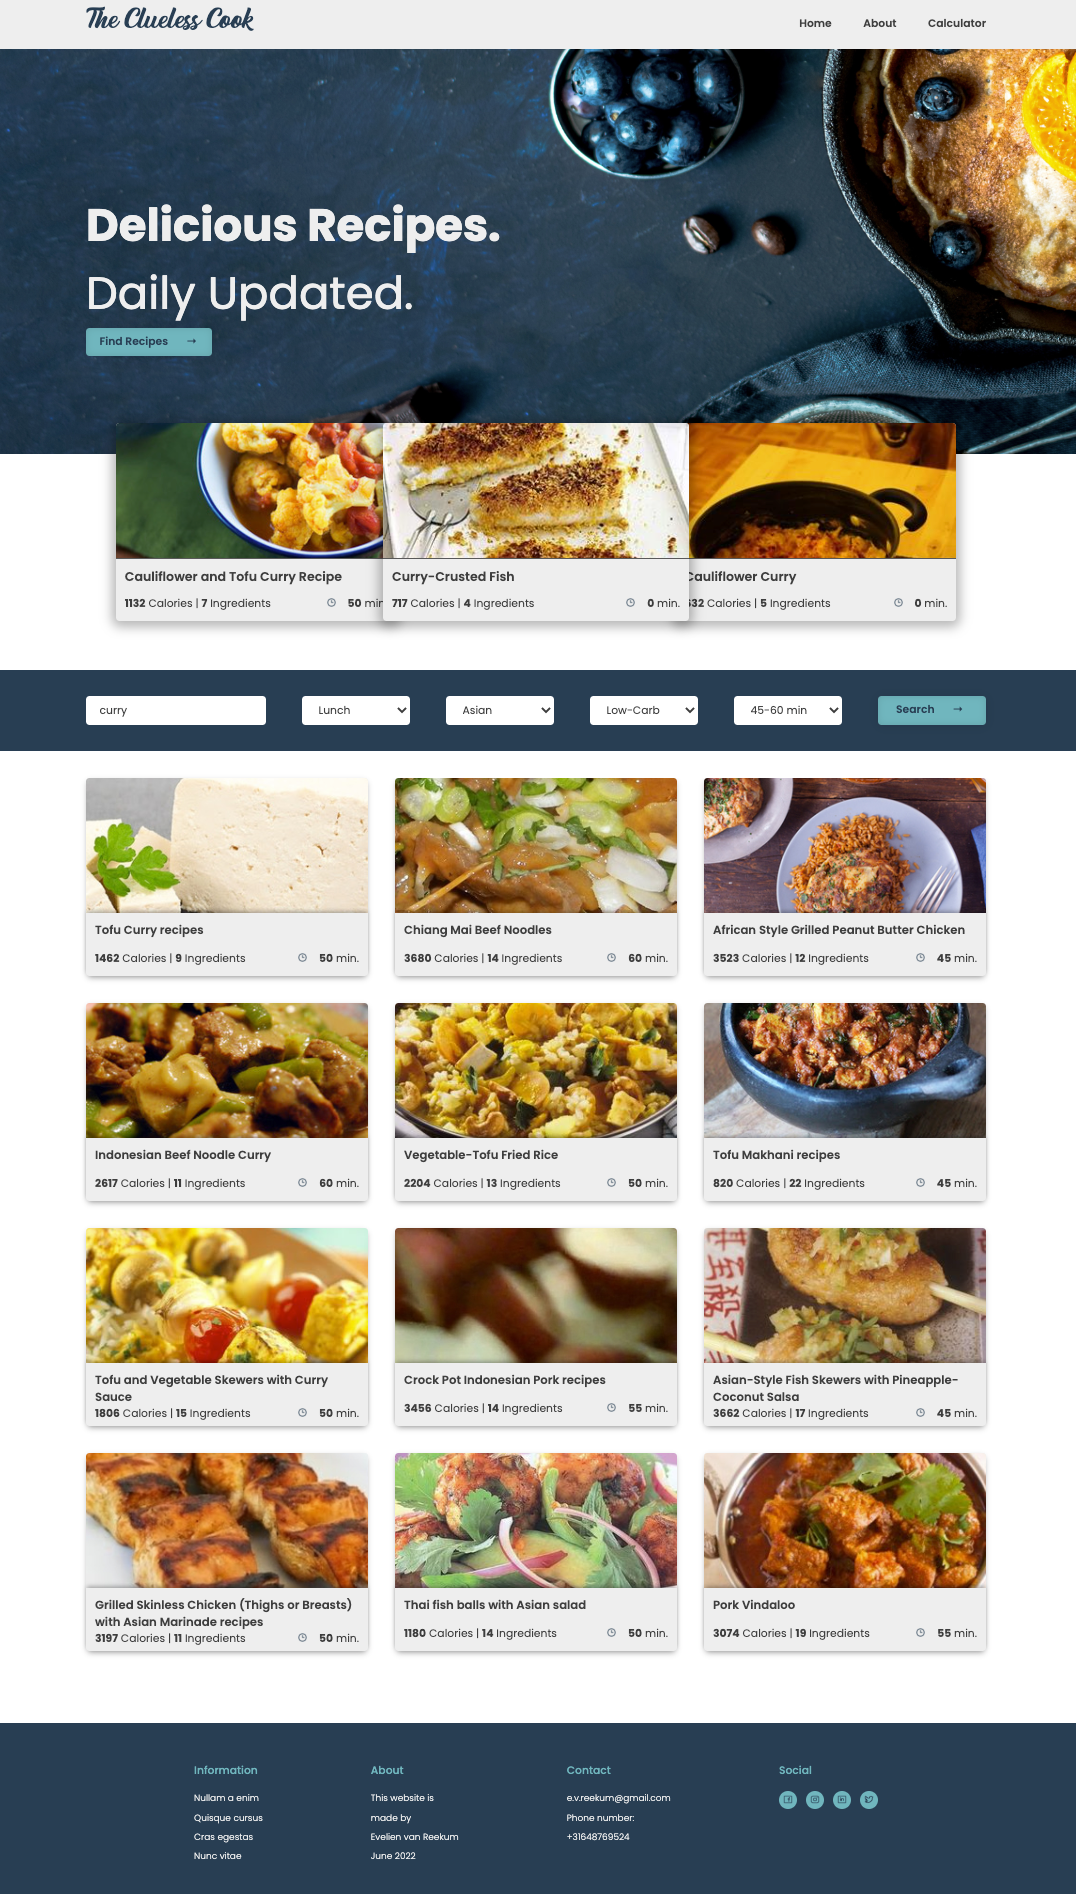 The Clueless Cook
Home About Calculator
Delicious Recipes.
Daily Updated.
Find Recipes →
Cauliflower and Tofu Curry Recipe
1132 Calories | 7 Ingredients 50 min
Curry-Crusted Fish
717 Calories | 4 Ingredients 0 min.
Cauliflower Curry
632 Calories | 5 Ingredients 0 min.
curry Lunch Asian Low-Carb 45-60 min Search →
Tofu Curry recipes
1462 Calories | 9 Ingredients 50 min.
Chiang Mai Beef Noodles
3680 Calories | 14 Ingredients 60 min.
African Style Grilled Peanut Butter Chicken
3523 Calories | 12 Ingredients 45 min.
Indonesian Beef Noodle Curry
2617 Calories | 11 Ingredients 60 min.
Vegetable-Tofu Fried Rice
2204 Calories | 13 Ingredients 50 min.
Tofu Makhani recipes
820 Calories | 22 Ingredients 45 min.
Tofu and Vegetable Skewers with Curry
Sauce
1806 Calories | 15 Ingredients 50 min.
Crock Pot Indonesian Pork recipes
3456 Calories | 14 Ingredients 55 min.
Asian-Style Fish Skewers with Pineapple-
Coconut Salsa
3662 Calories | 17 Ingredients 45 min.
Grilled Skinless Chicken (Thighs or Breasts)
with Asian Marinade recipes
3197 Calories | 11 Ingredients 50 min.
Thai fish balls with Asian salad
1180 Calories | 14 Ingredients 50 min.
Pork Vindaloo
3074 Calories | 19 Ingredients 55 min.
Information
Nullam a enim
Quisque cursus
Cras egestas
Nunc vitae
About
This website is
made by
Evelien van Reekum
June 2022
Contact
e.v.reekum@gmail.com
Phone number:
+31648769524
Social